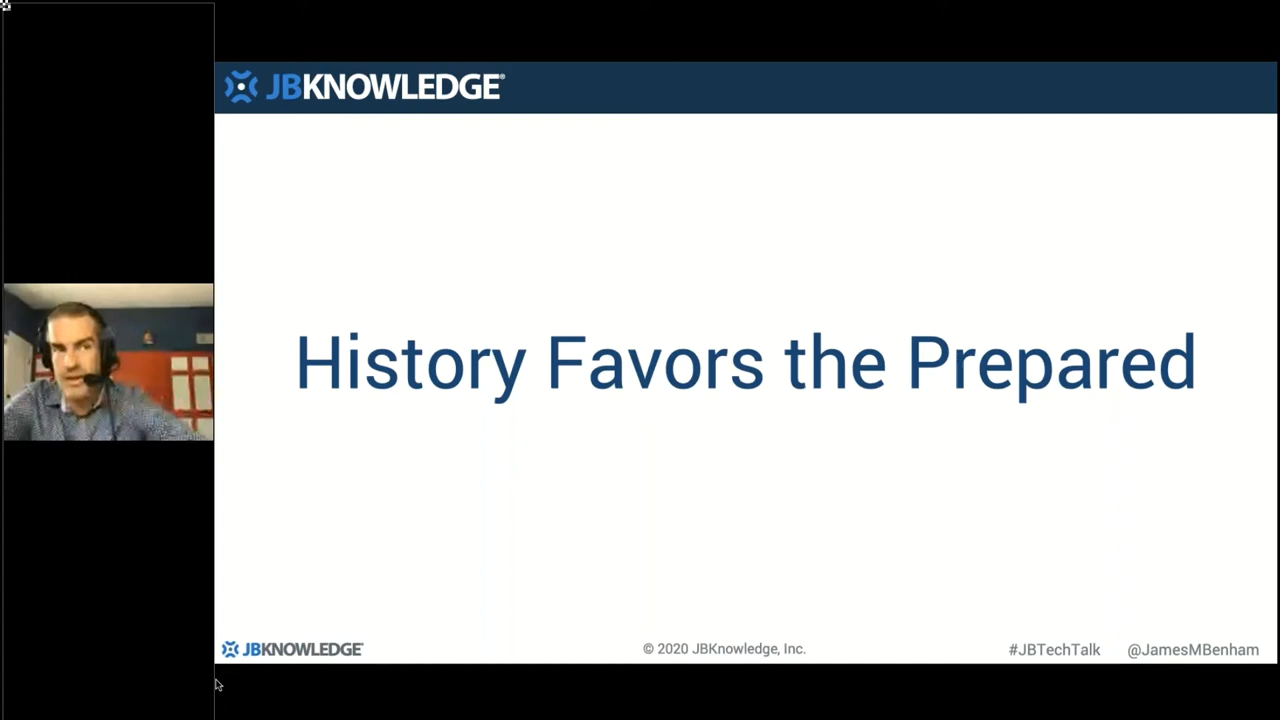 JBKNOWLEDGE®
History Favors the Prepared
JBKNOWLEDGE
© 2020 JBKnowledge, Inc.
#JBTechTalk @JamesMBenham